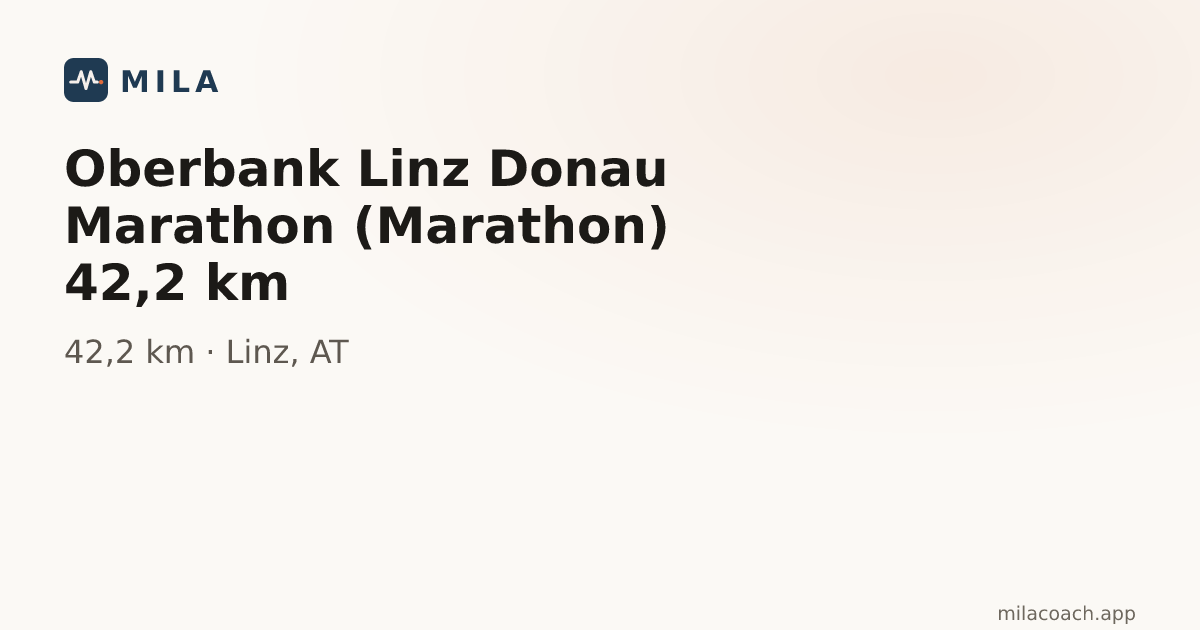 MILA
Oberbank Linz Donau
Marathon (Marathon)
42,2 km
42,2 km · Linz, AT
milacoach.app